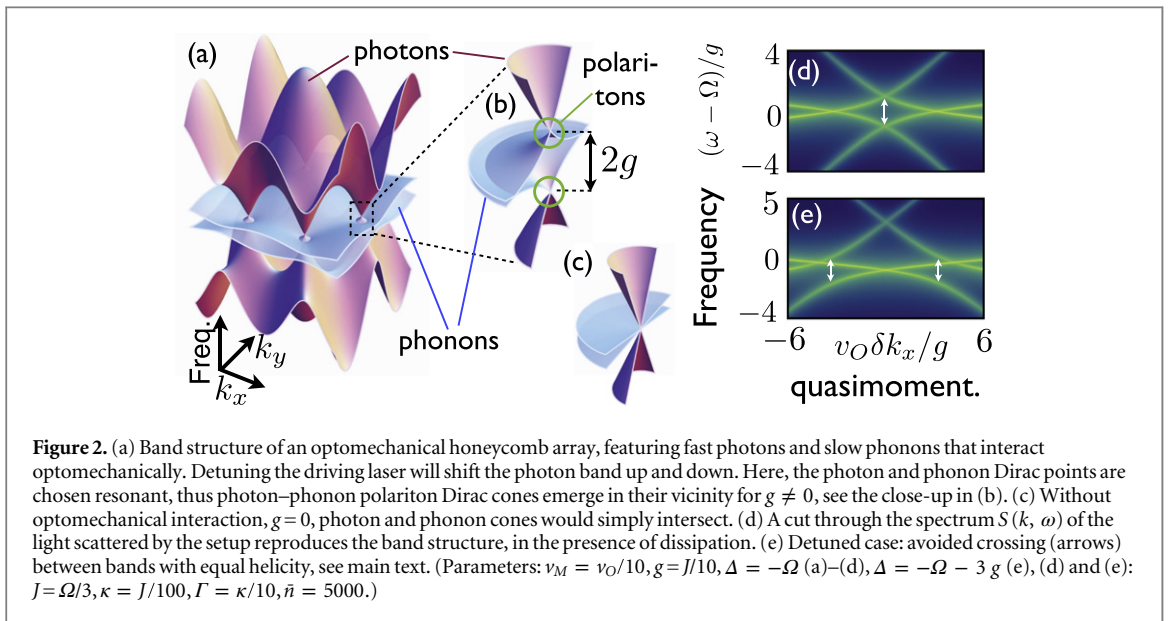 (a)
photons
(b)
polari-
tons
2g
(c)
phonons
Freq.
k_y
k_x
(ω − Ω)/g
Frequency
4
0
−4
(d)
5
0
−4
(e)
−6
v_O δk_x/g
6
quasimoment.
Figure 2. (a) Band structure of an optomechanical honeycomb array, featuring fast photons and slow phonons that interact
optomechanically. Detuning the driving laser will shift the photon band up and down. Here, the photon and phonon Dirac points are
chosen resonant, thus photon–phonon polariton Dirac cones emerge in their vicinity for g ≠ 0, see the close-up in (b). (c) Without
optomechanical interaction, g = 0, photon and phonon cones would simply intersect. (d) A cut through the spectrum S (k, ω) of the
light scattered by the setup reproduces the band structure, in the presence of dissipation. (e) Detuned case: avoided crossing (arrows)
between bands with equal helicity, see main text. (Parameters: v_M = v_O/10, g = J/10, Δ = −Ω (a)–(d), Δ = −Ω − 3 g (e), (d) and (e):
J = Ω/3, κ = J/100, Γ = κ/10, n̄ = 5000.)